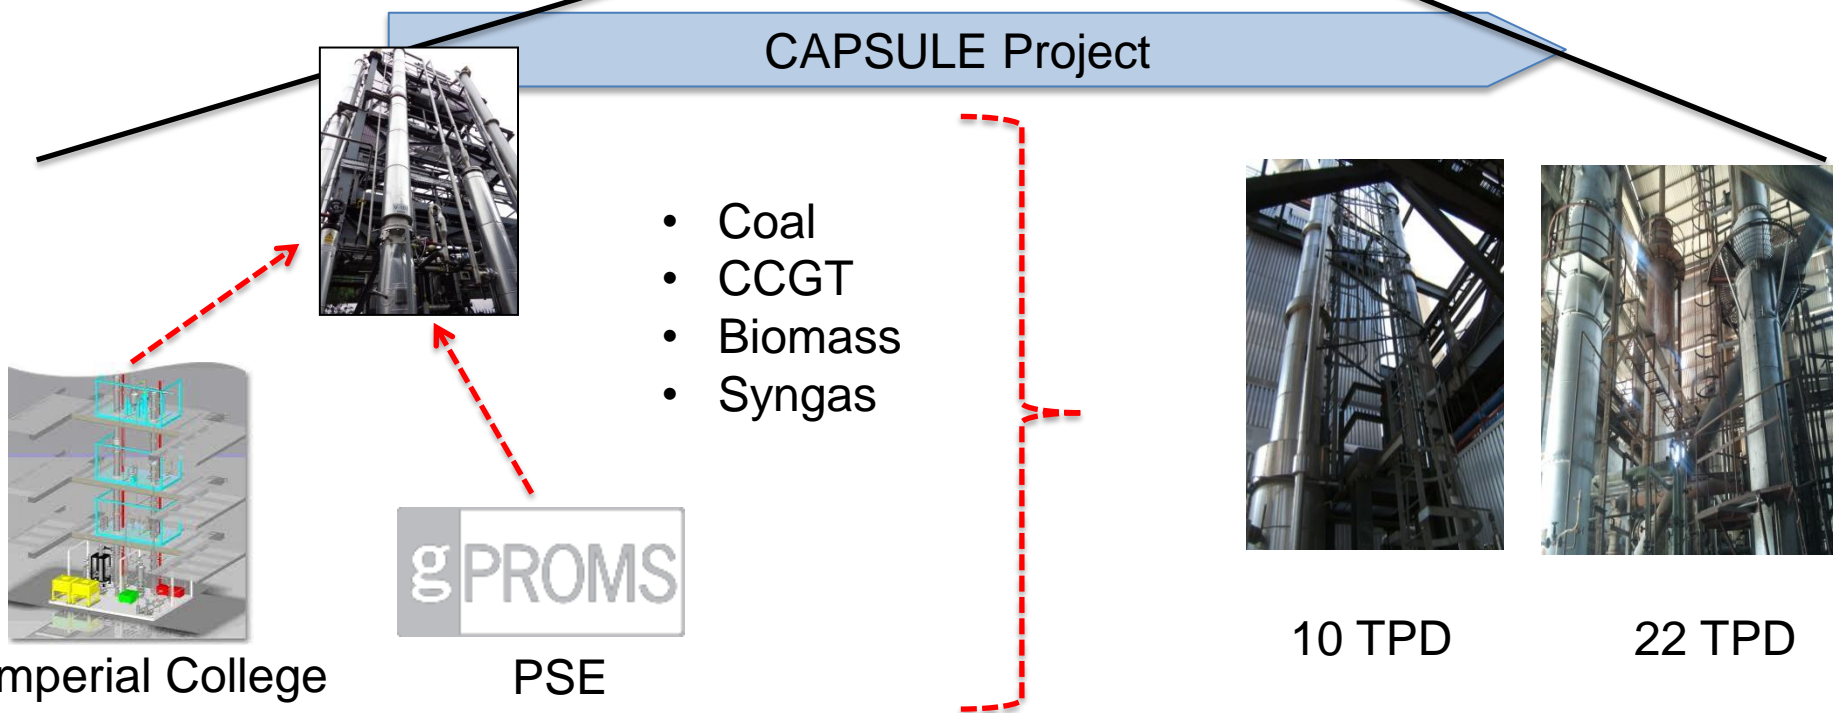 CAPSULE Project
• Coal
• CCGT
• Biomass
• Syngas
gPROMS
mperial College
PSE
10 TPD
22 TPD